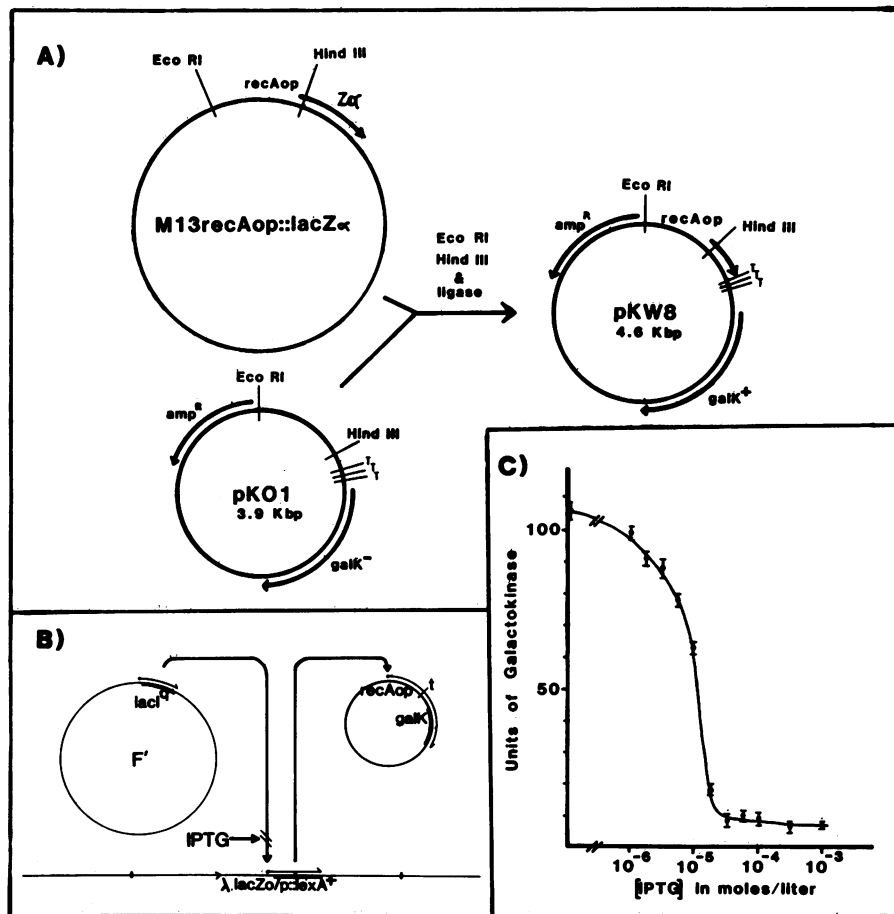 A)
Eco RI
recAop
Hind III
Zα
M13recAop::lacZα
Eco RI
Hind III
&
ligase
Eco RI
recAop
Hind III
amp^R
T
T
T
pKW8
4.6 Kbp
galK⁺
Eco RI
amp^R
Hind III
T
T
T
pKO1
3.9 Kbp
galK⁻
B)
lacI^q
F'
recAop
t
galK
IPTG
λ.lacZo/p::lexA⁺
C)
Units of Galactokinase
100
50
10⁻⁶
10⁻⁵
10⁻⁴
10⁻³
[IPTG] in moles/liter